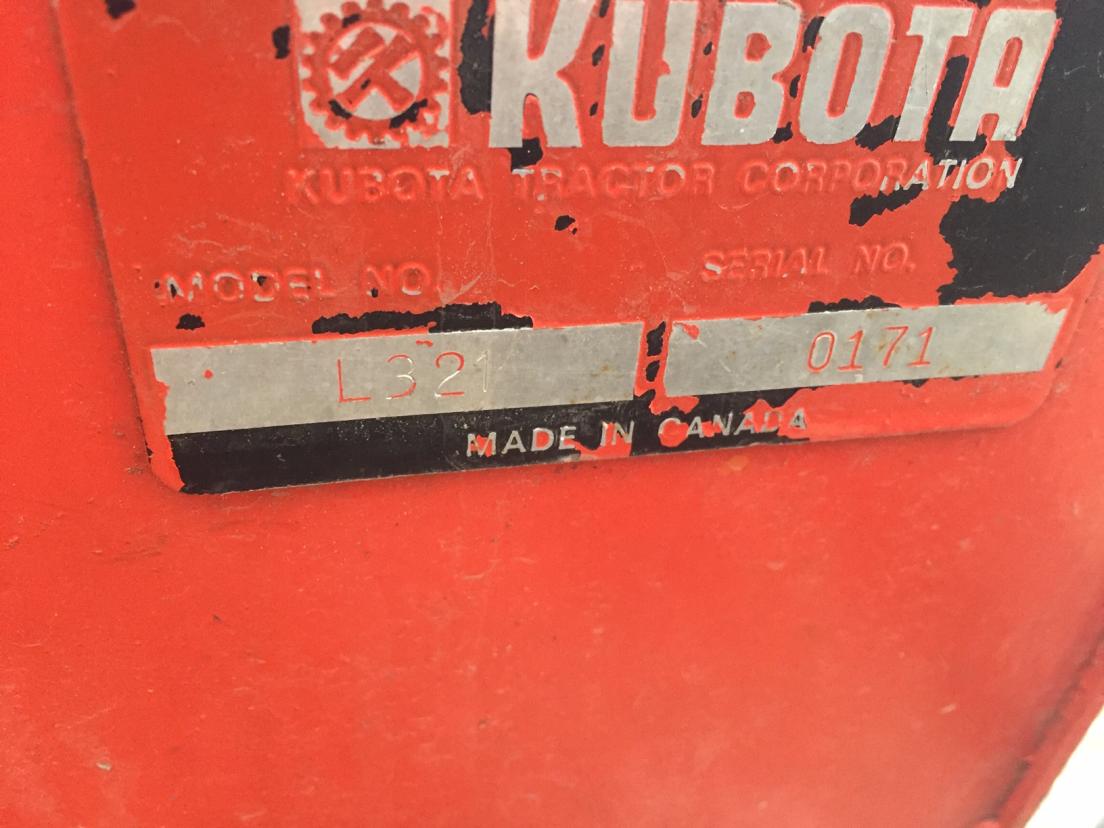 KUBOTA
KUBOTA TRACTOR CORPORATION
MODEL NO. SERIAL NO.
L321 0171
MADE IN CANADA